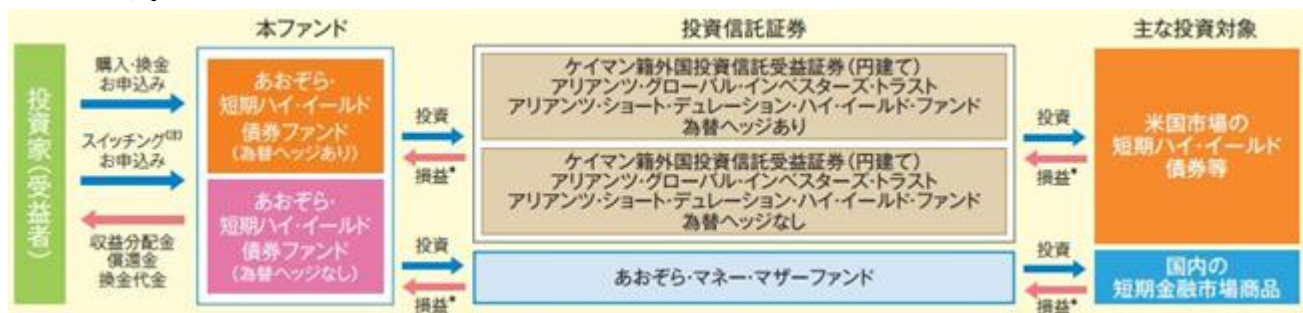 本ファンド
投資信託証券
主な投資対象
投資家(受益者)
購入・換金
お申込み
スイッチング(注)
お申込み
収益分配金
償還金
換金代金
あおぞら・
短期ハイ・イールド
債券ファンド
(為替ヘッジあり)
あおぞら・
短期ハイ・イールド
債券ファンド
(為替ヘッジなし)
投資
損益*
投資
損益*
ケイマン籍外国投資信託受益証券(円建て)
アリアンツ・グローバル・インベスターズ・トラスト
アリアンツ・ショート・デュレーション・ハイ・イールド・ファンド
為替ヘッジあり
ケイマン籍外国投資信託受益証券(円建て)
アリアンツ・グローバル・インベスターズ・トラスト
アリアンツ・ショート・デュレーション・ハイ・イールド・ファンド
為替ヘッジなし
あおぞら・マネー・マザーファンド
投資
損益*
投資
損益*
米国市場の
短期ハイ・イールド
債券等
国内の
短期金融市場商品